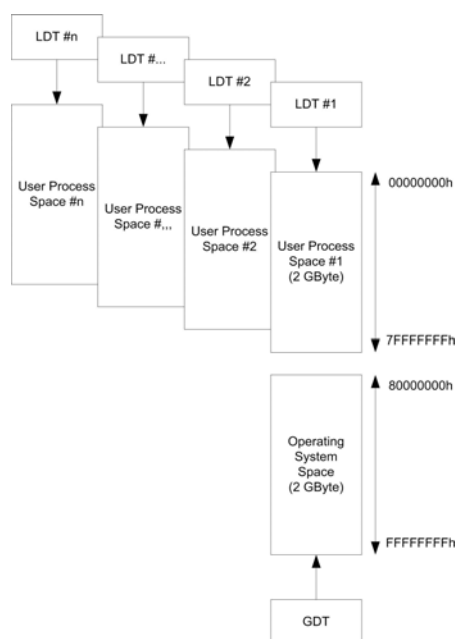 LDT #n
LDT #...
LDT #2
LDT #1
User Process
Space #n
User Process
Space #,,,
User Process
Space #2
User Process
Space #1
(2 GByte)
00000000h
7FFFFFFFh
80000000h
Operating
System
Space
(2 GByte)
FFFFFFFFh
GDT